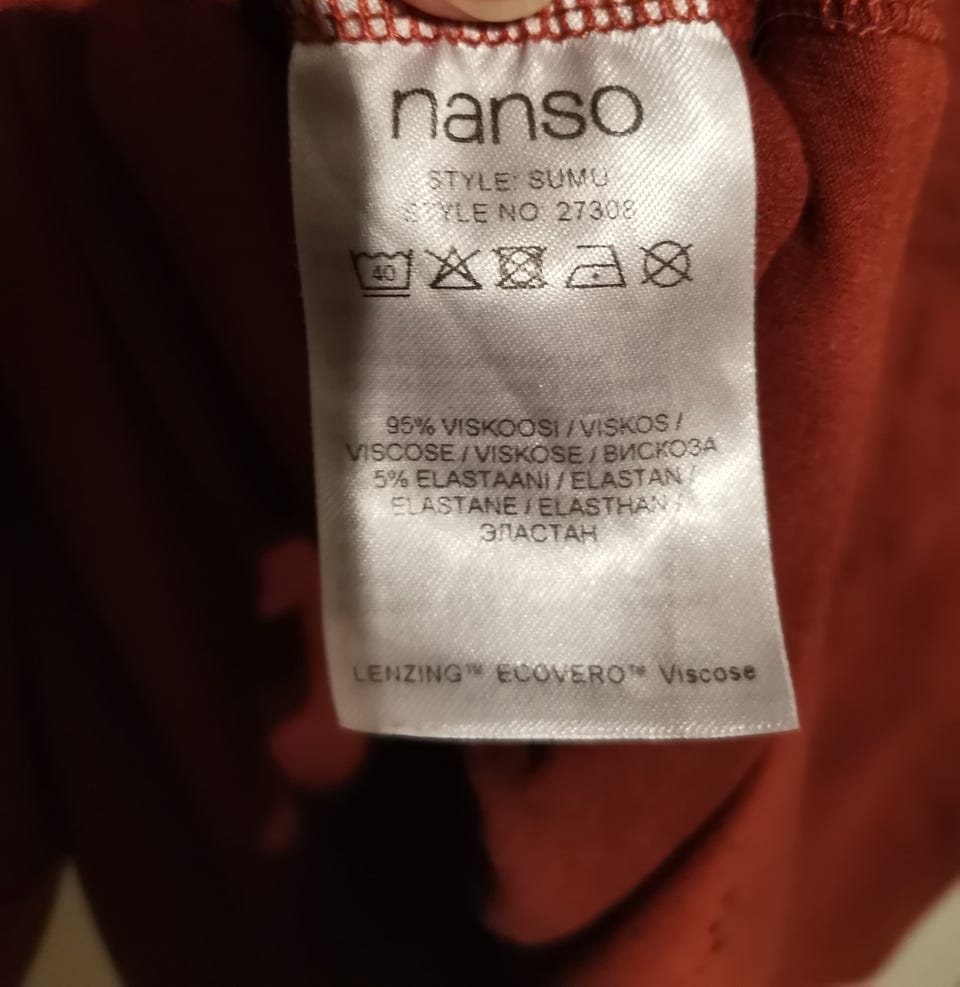 nanso
STYLE: SUMU
STYLE NO 27308
40
95% VISKOOSI / VISKOS /
VISCOSE / VISKOSE / ВИСКОЗА
5% ELASTAANI / ELASTAN /
ELASTANE / ELASTHAN /
ЭЛАСТАН
LENZING™ ECOVERO™ Viscose